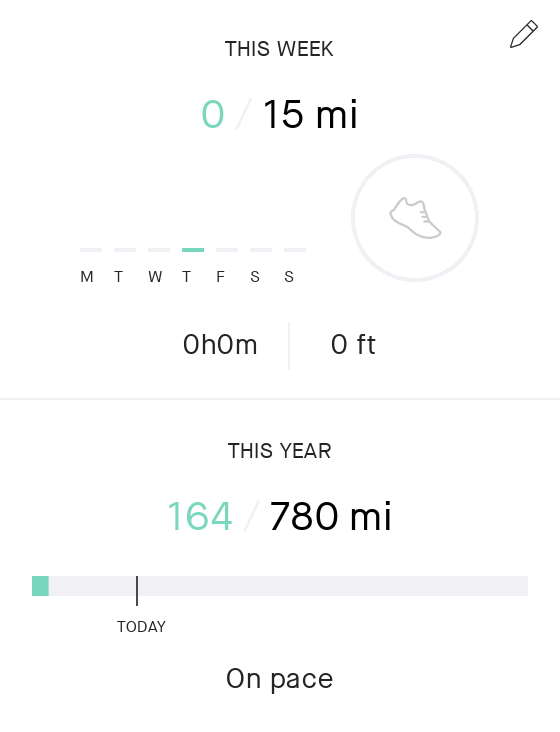 THIS WEEK
0 / 15 mi
M T W T F S S
0h0m 0 ft
THIS YEAR
164 / 780 mi
TODAY
On pace